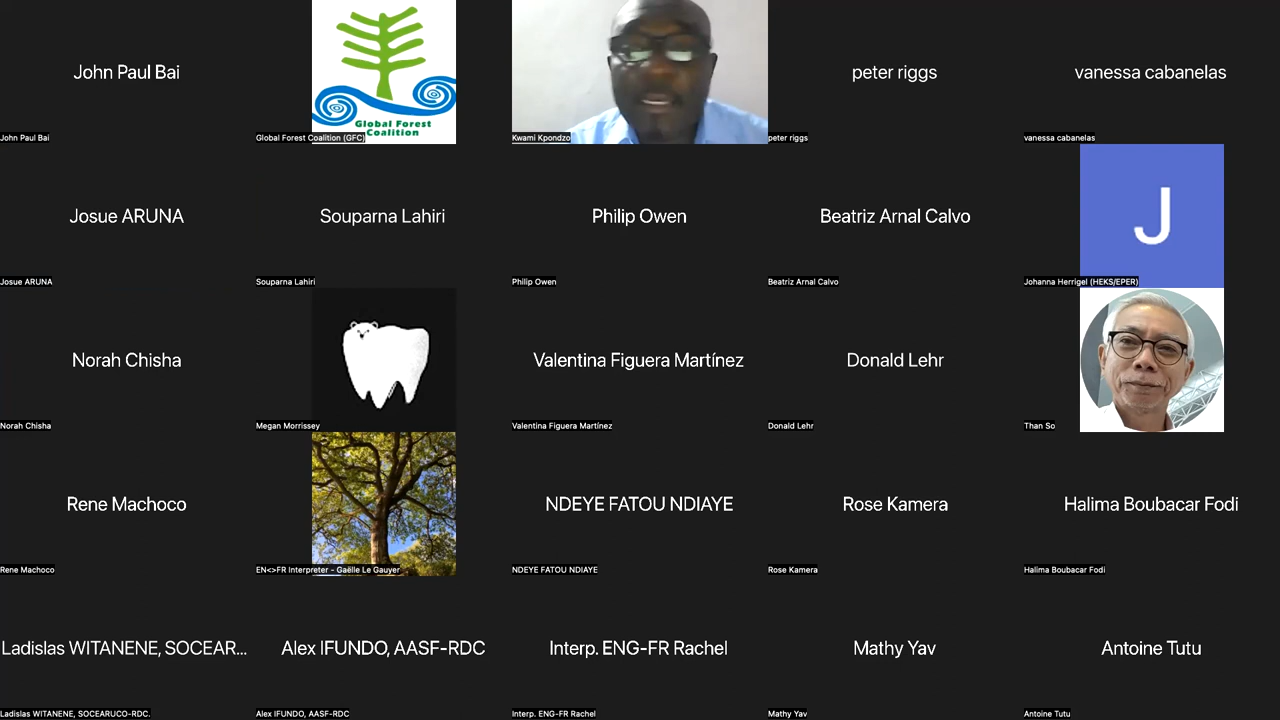 John Paul Bai
peter riggs
vanessa cabanelas
Global Forest
Coalition
John Paul Bai
Global Forest Coalition (GFC)
Kwami Kpondzo
peter riggs
vanessa cabanelas
Josue ARUNA
Souparna Lahiri
Philip Owen
Beatriz Arnal Calvo
J
Josue ARUNA
Souparna Lahiri
Philip Owen
Beatriz Arnal Calvo
Johanna Herrigel (HEKS/EPER)
Norah Chisha
Valentina Figuera Martínez
Donald Lehr
Norah Chisha
Megan Morrissey
Valentina Figuera Martínez
Donald Lehr
Than So
Rene Machoco
NDEYE FATOU NDIAYE
Rose Kamera
Halima Boubacar Fodi
Rene Machoco
EN<>FR Interpreter - Gaëlle Le Gauyer
NDEYE FATOU NDIAYE
Rose Kamera
Halima Boubacar Fodi
Ladislas WITANENE, SOCEAR...
Alex IFUNDO, AASF-RDC
Interp. ENG-FR Rachel
Mathy Yav
Antoine Tutu
Ladislas WITANENE, SOCEARUCO-RDC.
Alex IFUNDO, AASF-RDC
Interp. ENG-FR Rachel
Mathy Yav
Antoine Tutu